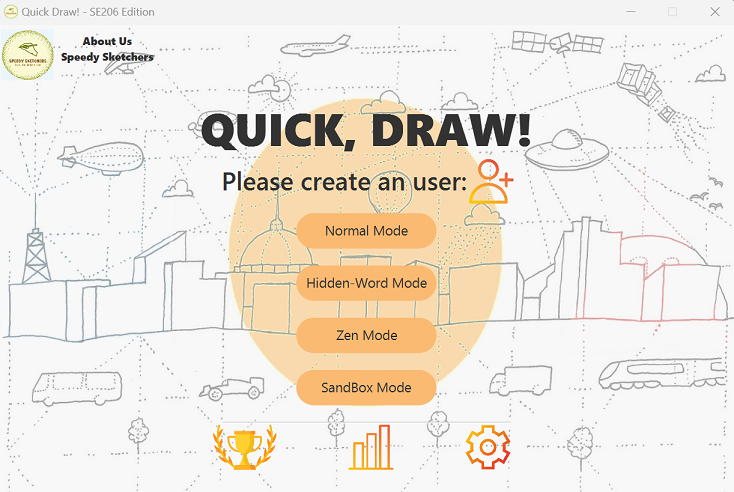 Quick Draw! - SE206 Edition
About Us
Speedy Sketchers
SPEEDY SKETCHERS
QUICK, DRAW!
Please create an user:
Normal Mode
Hidden-Word Mode
Zen Mode
SandBox Mode